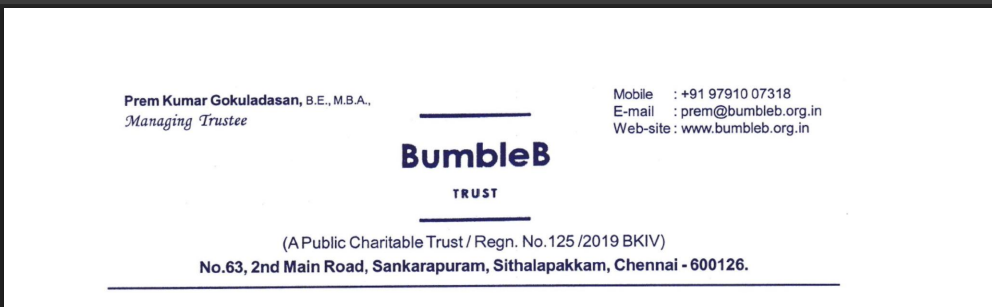 Prem Kumar Gokuladasan, B.E., M.B.A.,
Managing Trustee
Mobile : +91 97910 07318
E-mail : prem@bumbleb.org.in
Web-site : www.bumbleb.org.in
BumbleB
TRUST
(A Public Charitable Trust / Regn. No.125 /2019 BKIV)
No.63, 2nd Main Road, Sankarapuram, Sithalapakkam, Chennai - 600126.